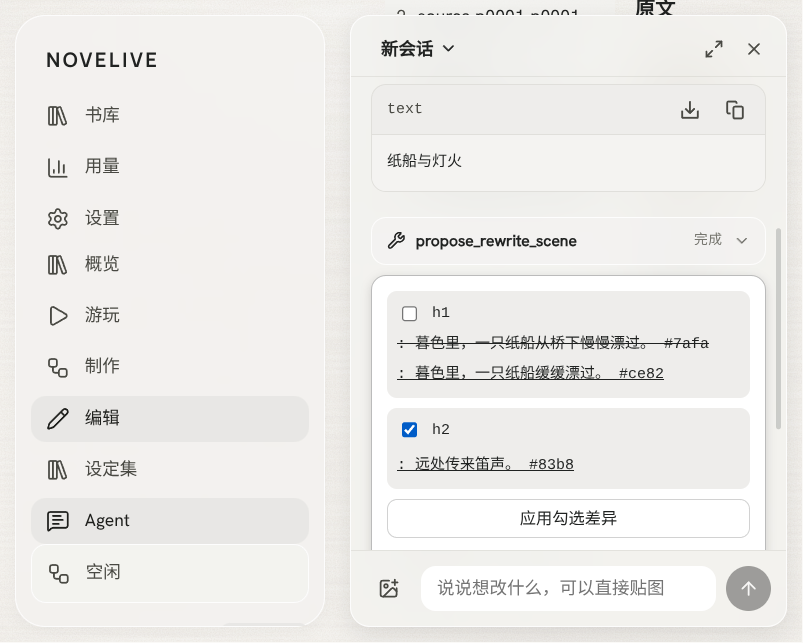 NOVELIVE
书库
用量
设置
概览
游玩
制作
编辑
设定集
Agent
空闲
原文
新会话
text
纸船与灯火
propose_rewrite_scene 完成
h1
: 暮色里，一只纸船从桥下慢慢漂过。 #7afa
: 暮色里，一只纸船缓缓漂过。 #ce82
h2
: 远处传来笛声。 #83b8
应用勾选差异
说说想改什么，可以直接贴图